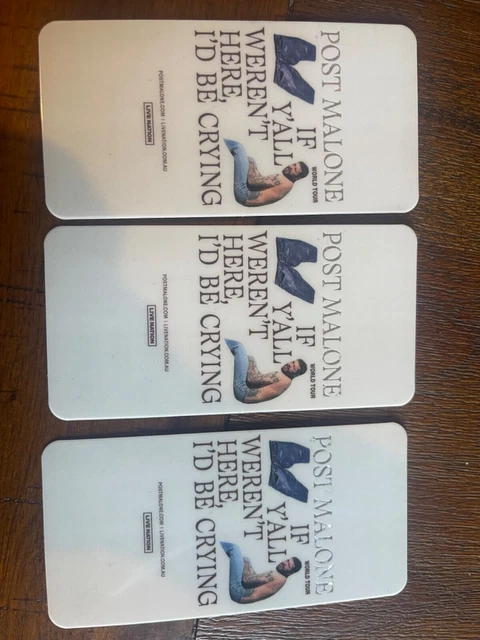 POST MALONE
IF
Y'ALL
WORLD TOUR
WEREN'T
HERE,
I'D BE CRYING
POSTMALONE.COM | LIVENATION.COM.AU
LIVE NATION
POST MALONE
IF
Y'ALL
WORLD TOUR
WEREN'T
HERE,
I'D BE CRYING
POSTMALONE.COM | LIVENATION.COM.AU
LIVE NATION
POST MALONE
IF
Y'ALL
WORLD TOUR
WEREN'T
HERE,
I'D BE CRYING
POSTMALONE.COM | LIVENATION.COM.AU
LIVE NATION